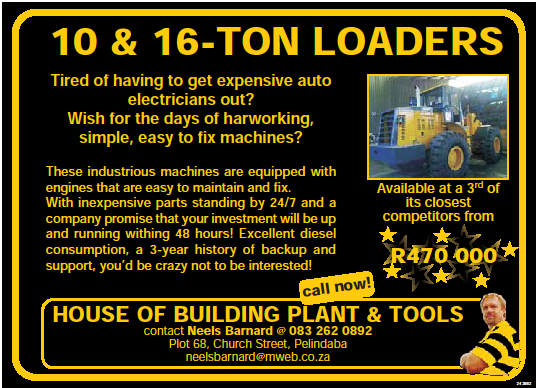 10 & 16-TON LOADERS
Tired of having to get expensive auto
electricians out?
Wish for the days of harworking,
simple, easy to fix machines?
These industrious machines are equipped with
engines that are easy to maintain and fix.
With inexpensive parts standing by 24/7 and a
company promise that your investment will be up
and running withing 48 hours! Excellent diesel
consumption, a 3-year history of backup and
support, you'd be crazy not to be interested!
Available at a 3rd of
its closest
competitors from
R470 000
call now!
HOUSE OF BUILDING PLANT & TOOLS
contact Neels Barnard @ 083 262 0892
Plot 68, Church Street, Pelindaba
neelsbarnard@mweb.co.za